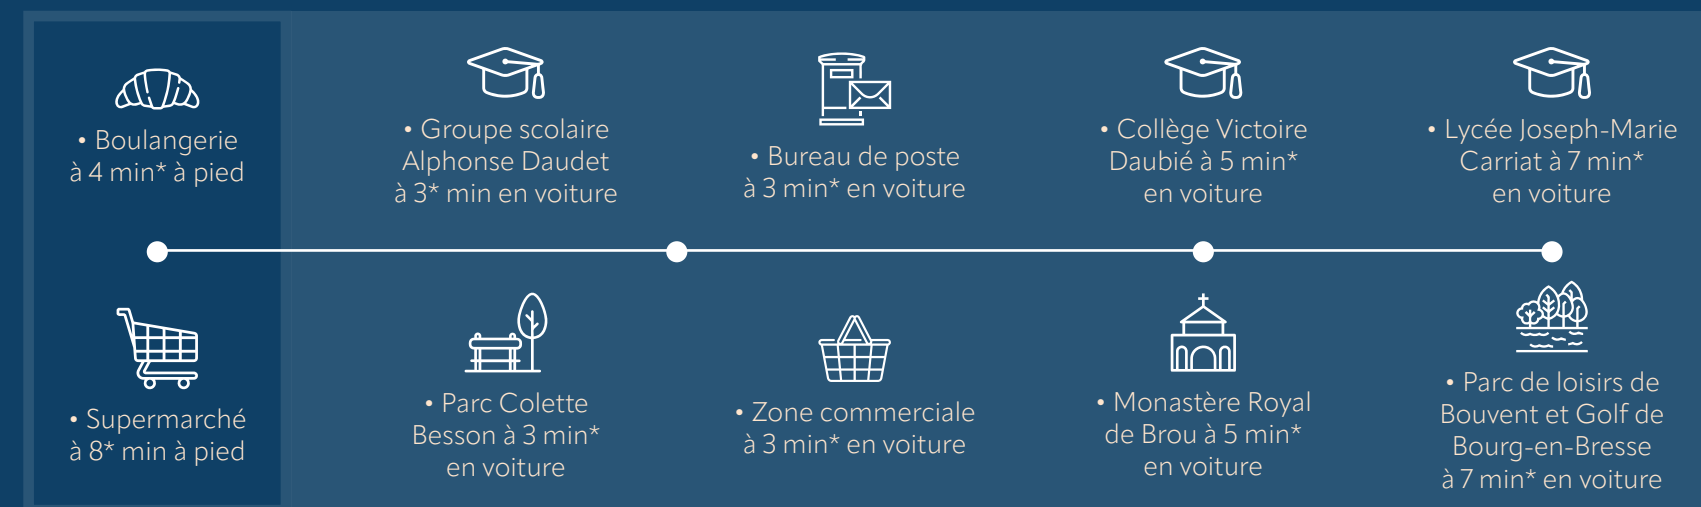 • Boulangerie
à 4 min* à pied
• Groupe scolaire
Alphonse Daudet
à 3* min en voiture
• Bureau de poste
à 3 min* en voiture
• Collège Victoire
Daubié à 5 min*
en voiture
• Lycée Joseph-Marie
Carriat à 7 min*
en voiture
• Supermarché
à 8* min à pied
• Parc Colette
Besson à 3 min*
en voiture
• Zone commerciale
à 3 min* en voiture
• Monastère Royal
de Brou à 5 min*
en voiture
• Parc de loisirs de
Bouvent et Golf de
Bourg-en-Bresse
à 7 min* en voiture